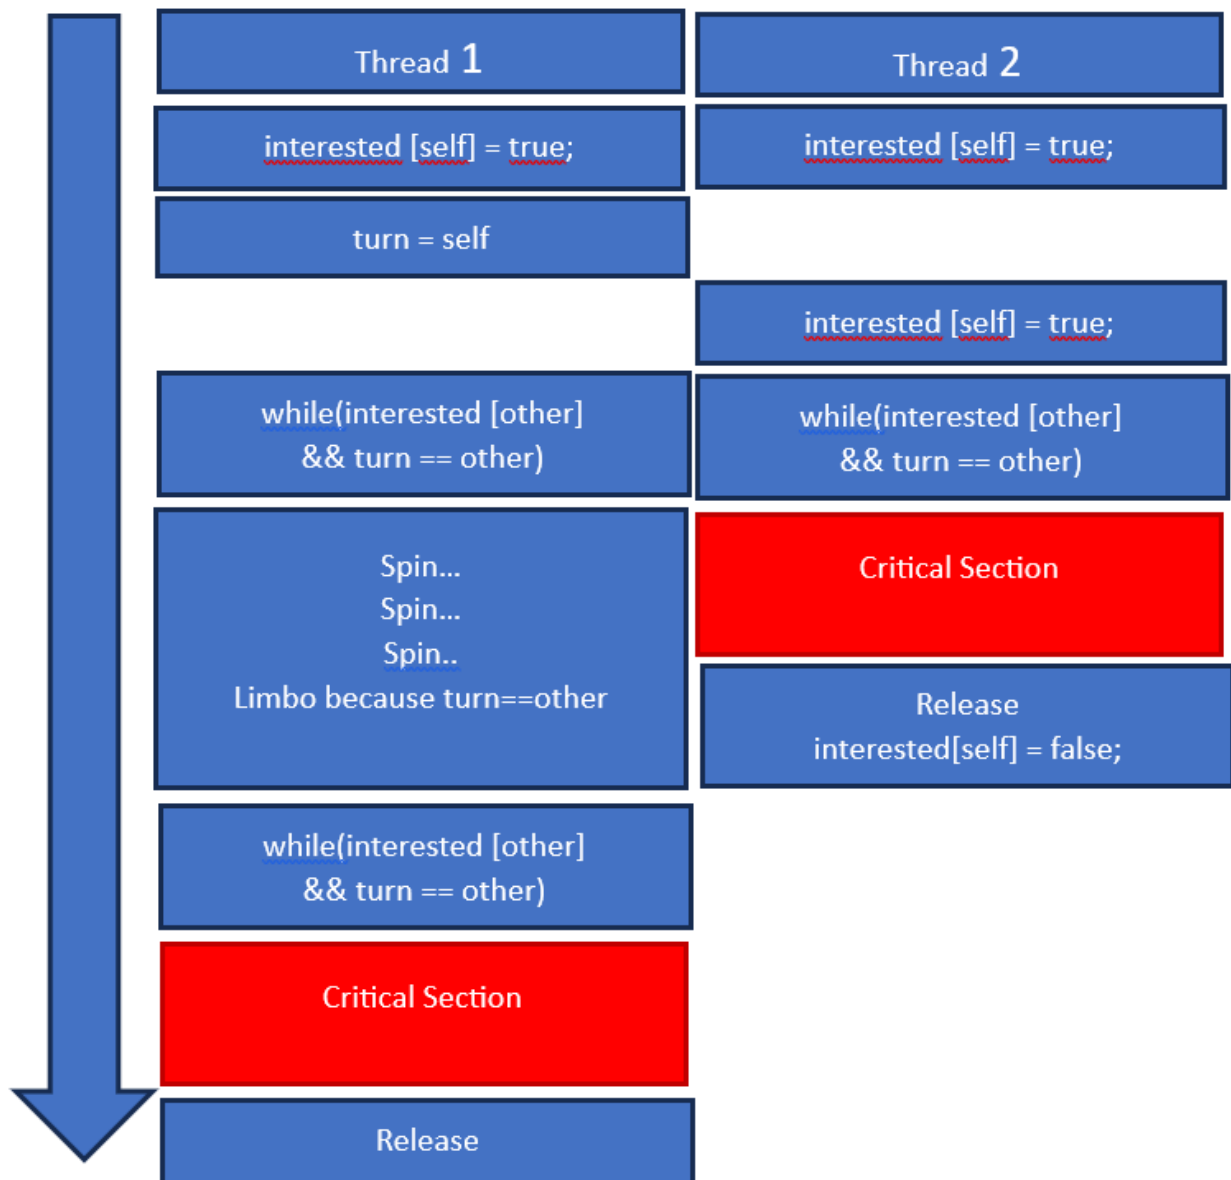 Thread 1
Thread 2
interested [self] = true;
interested [self] = true;
turn = self
interested [self] = true;
while(interested [other]
&& turn == other)
while(interested [other]
&& turn == other)
Spin...
Spin...
Spin..
Limbo because turn==other
Critical Section
Release
interested[self] = false;
while(interested [other]
&& turn == other)
Critical Section
Release